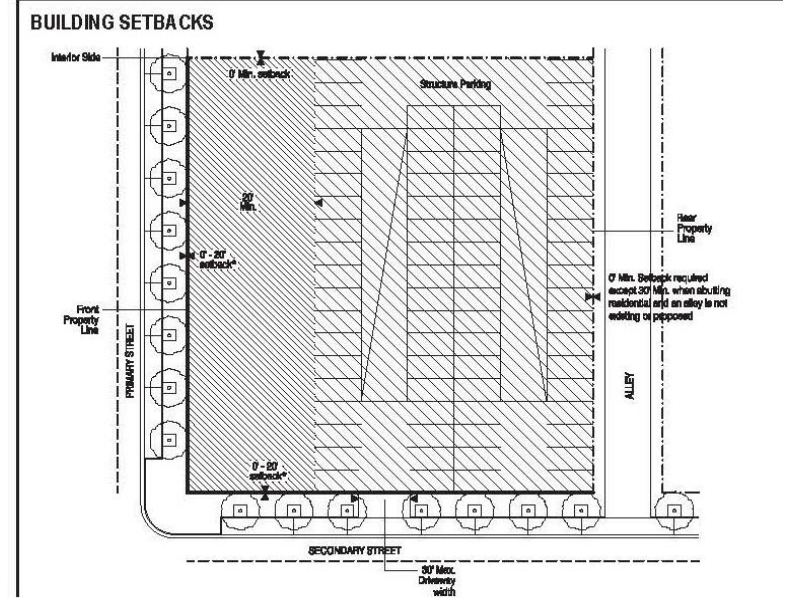 BUILDING SETBACKS
Interior Side
0' Min. setback
Structure Parking
20'
Min.
Rear
Property
Line
0' - 20'
setback*
0' Min. Setback required
except 30' Min. when abutting
residential and an alley is not
existing or proposed
Front
Property
Line
PRIMARY STREET
ALLEY
0' - 20'
setback*
SECONDARY STREET
30' Max.
Driveway
width